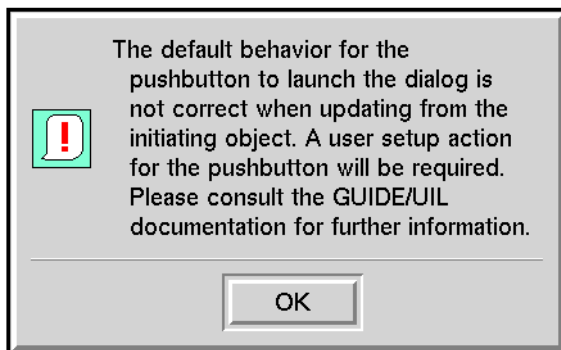 The default behavior for the
pushbutton to launch the dialog is
not correct when updating from the
initiating object. A user setup action
for the pushbutton will be required.
Please consult the GUIDE/UIL
documentation for further information.
OK